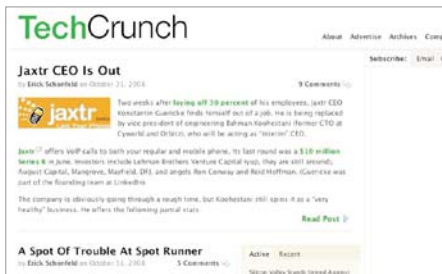 TechCrunch
About Advertise Archives
Subscribe: Email
Jaxtr CEO Is Out
by Erick Schonfeld on October 31, 2008
9 Comments
jaxtr
Two weeks after laying off 50 percent of his employees, Jaxtr CEO
Konstantin Guericke finds himself out of a job. He is being replaced
by vice president of engineering Bahman Koohestani (former CTO at
Cyworld and Orbitz), who will be acting as "interim" CEO.
Jaxtr offers VoIP calls to both your regular and mobile phone. Its last round was a $10 million
Series B in June. Investors include Lehman Brothers Venture Capital (yup, they are still around),
August Capital, Mangrove, Mayfield, DFJ, and angels Ron Conway and Reid Hoffman. (Guericke was
part of the founding team at LinkedIn)
The company is obviously going through a rough time, but Koohestani still spins it as a "very
healthy" business. He offers the following partial stats
Read Post
A Spot Of Trouble At Spot Runner
by Erick Schonfeld on October 31, 2008
5 Comments
Active Recent